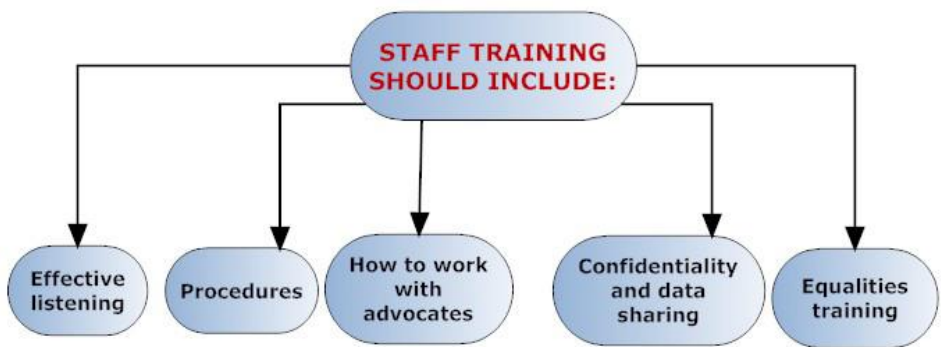 STAFF TRAINING
SHOULD INCLUDE:
Effective
listening
Procedures
How to work
with
advocates
Confidentiality
and data
sharing
Equalities
training